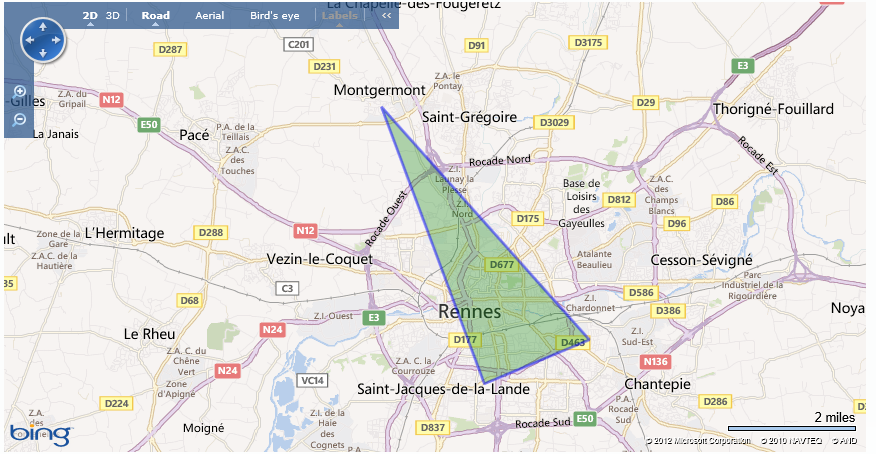 La Chapelle-des-Fougeretz
2D 3D Road Aerial Bird's eye Labels <<
D287
C201
D91
D3175
D231
E3
Z.A. le
Pontay
Montgermont
-Gilles
Z.A. du
Gripail
N12
D29
Thorigné-Fouillard
Saint-Grégoire
D3029
E50
La Janais
Pacé
P.A. de la
Teillais
Z.A.C.
des
Touches
Rocade Nord
Rocade Est
Z.I.
Launay la
Plesse
Z.I.
Nord
Base de
Loisirs
des
Gayeulles
Z.A.C.
des
Champs
Blancs
D812
D86
Rocade Ouest
D175
D96
L'Hermitage
D288
N12
ult
Zone de la
Gare
Z.A.C. de la
Hautière
Vezin-le-Coquet
Atalante
Beaulieu
Cesson-Sévigné
D677
Parc
Industriel de la
Rigourdière
35
C3
D68
D586
Z.I.
Chardonnet
D386
Noya
Rennes
Z.I.-Ouest
E3
Le Rheu
N24
D177
D463
Z.I.
Sud-Est
Z.A. C. du
Chêne
Vert
Zone
d'Apigné
N24
Z.A.C. la
Courrouze
N136
VC14
Saint-Jacques-de-la-Lande
Chantepie
D224
Z.A.
des
Z.I. de la
Haie
des
Cognets
P.A.
Rocade
Sud
D286
E50
Rocade Sud
D837
Moigné
2 miles
bing
© 2012 Microsoft Corporation © 2010 NAVTEQ © AND